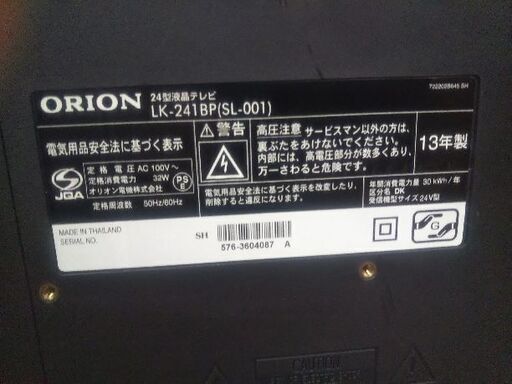 ORION
24型液晶テレビ
LK-241BP(SL-001)
電気用品安全法に基づく表示
JQA
定格電圧 AC 100V~
定格消費電力 32W
オリオン電機株式会社
定格周波数 50Hz/60Hz
PS
E
警告
高圧注意 サービスマン以外の方は、
裏ぶたをあけないでください。
内部には、高電圧部分が数多くあり、
万一さわると危険です。
電気用品安全法に基づく表示を改変したり、
削除すると違反になります。
13年製
年間消費電力量 30 kWh/年
区分名 DK
受信機型サイズ 24V型
MADE IN THAILAND
SERIAL NO.
SH
576-3604087 A
G
CAUTION